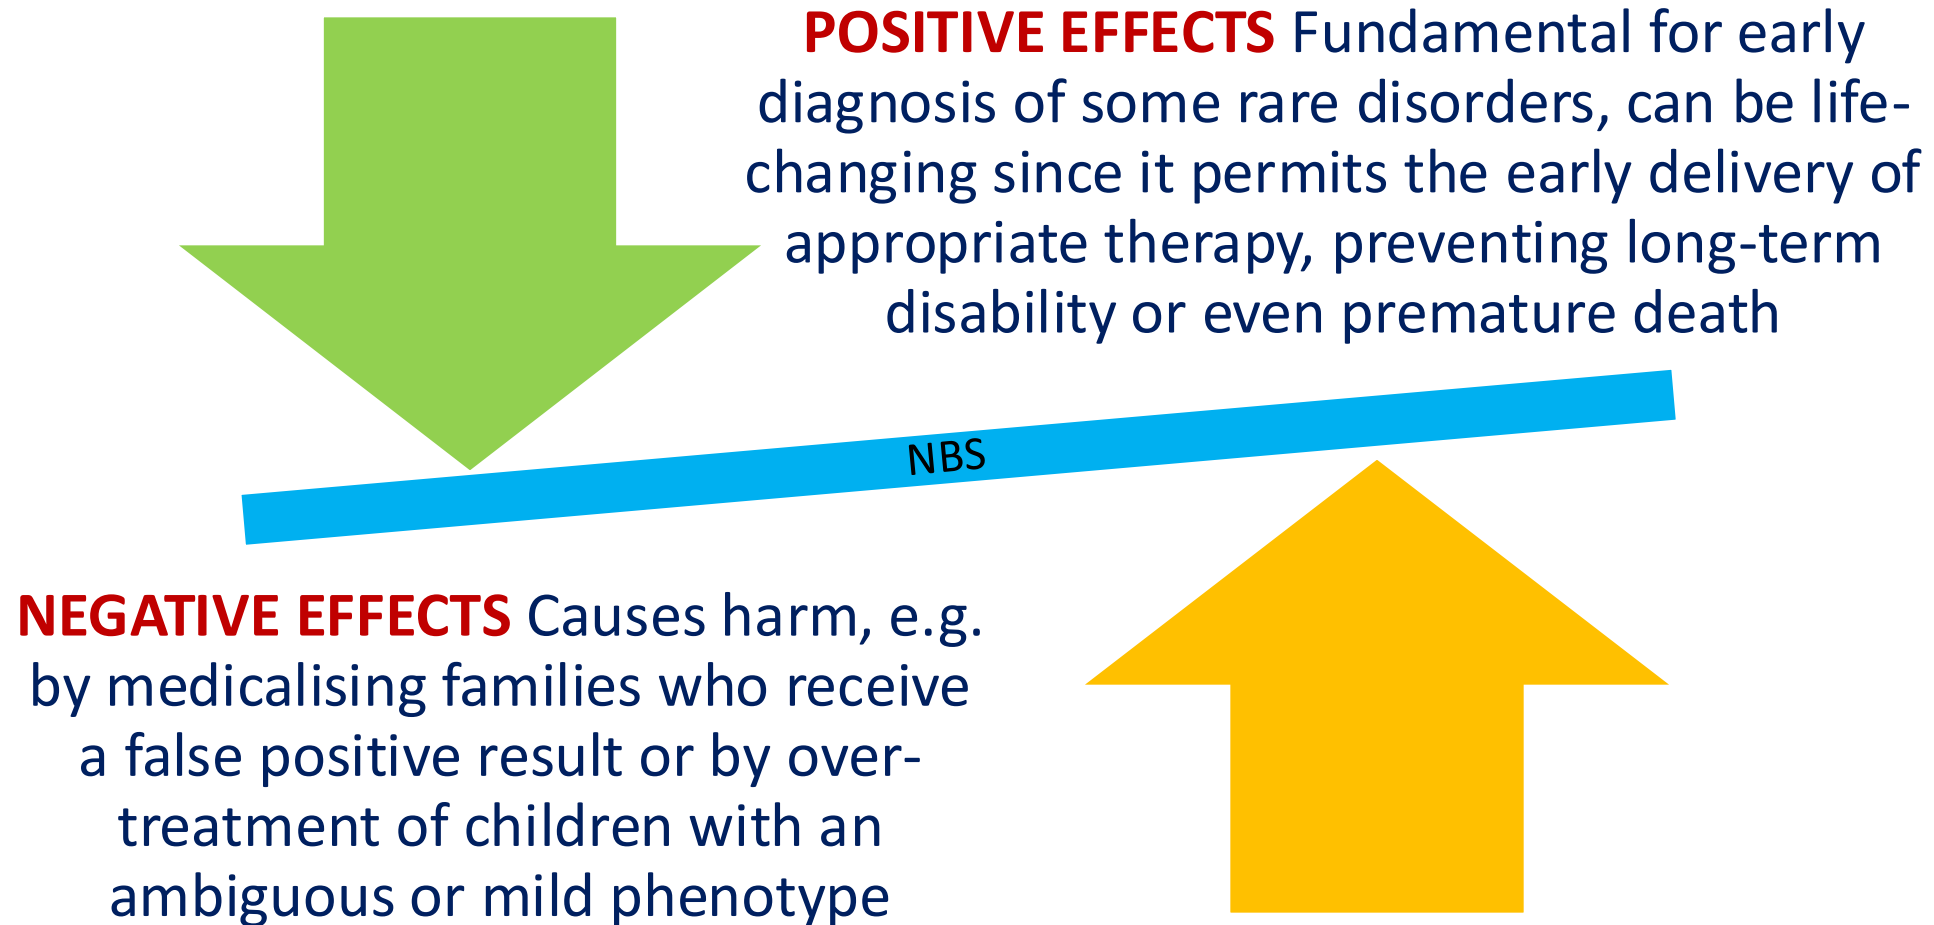 POSITIVE EFFECTS Fundamental for early
diagnosis of some rare disorders, can be life-
changing since it permits the early delivery of
appropriate therapy, preventing long-term
disability or even premature death
NBS
NEGATIVE EFFECTS Causes harm, e.g.
by medicalising families who receive
a false positive result or by over-
treatment of children with an
ambiguous or mild phenotype